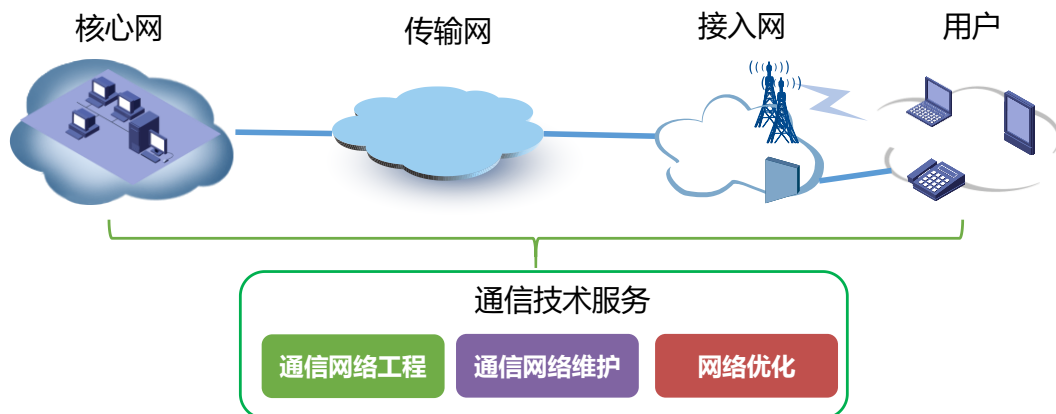 核心网
传输网
接入网
用户
通信技术服务
通信网络工程
通信网络维护
网络优化